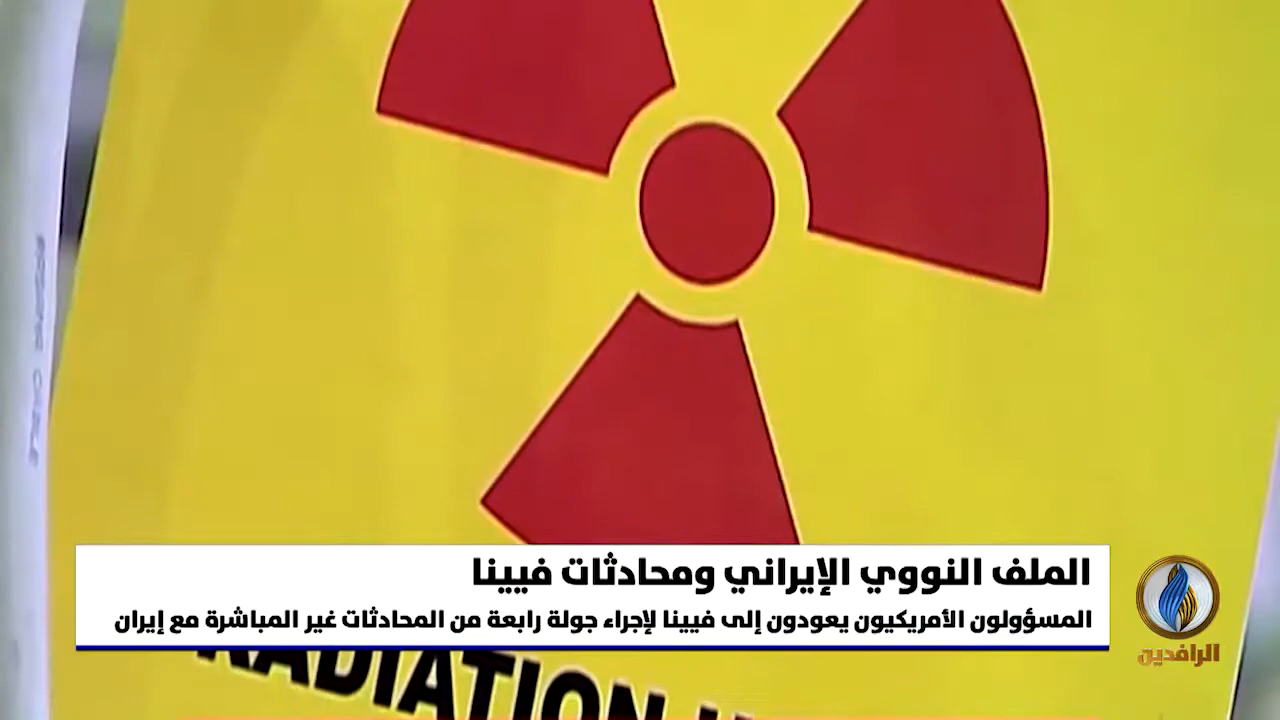 الملف النووي الإيراني ومحادثات فيينا
المسؤولون الأمريكيون يعودون إلى فيينا لإجراء جولة رابعة من المحادثات غير المباشرة مع إيران
الرافدين
RADIATION